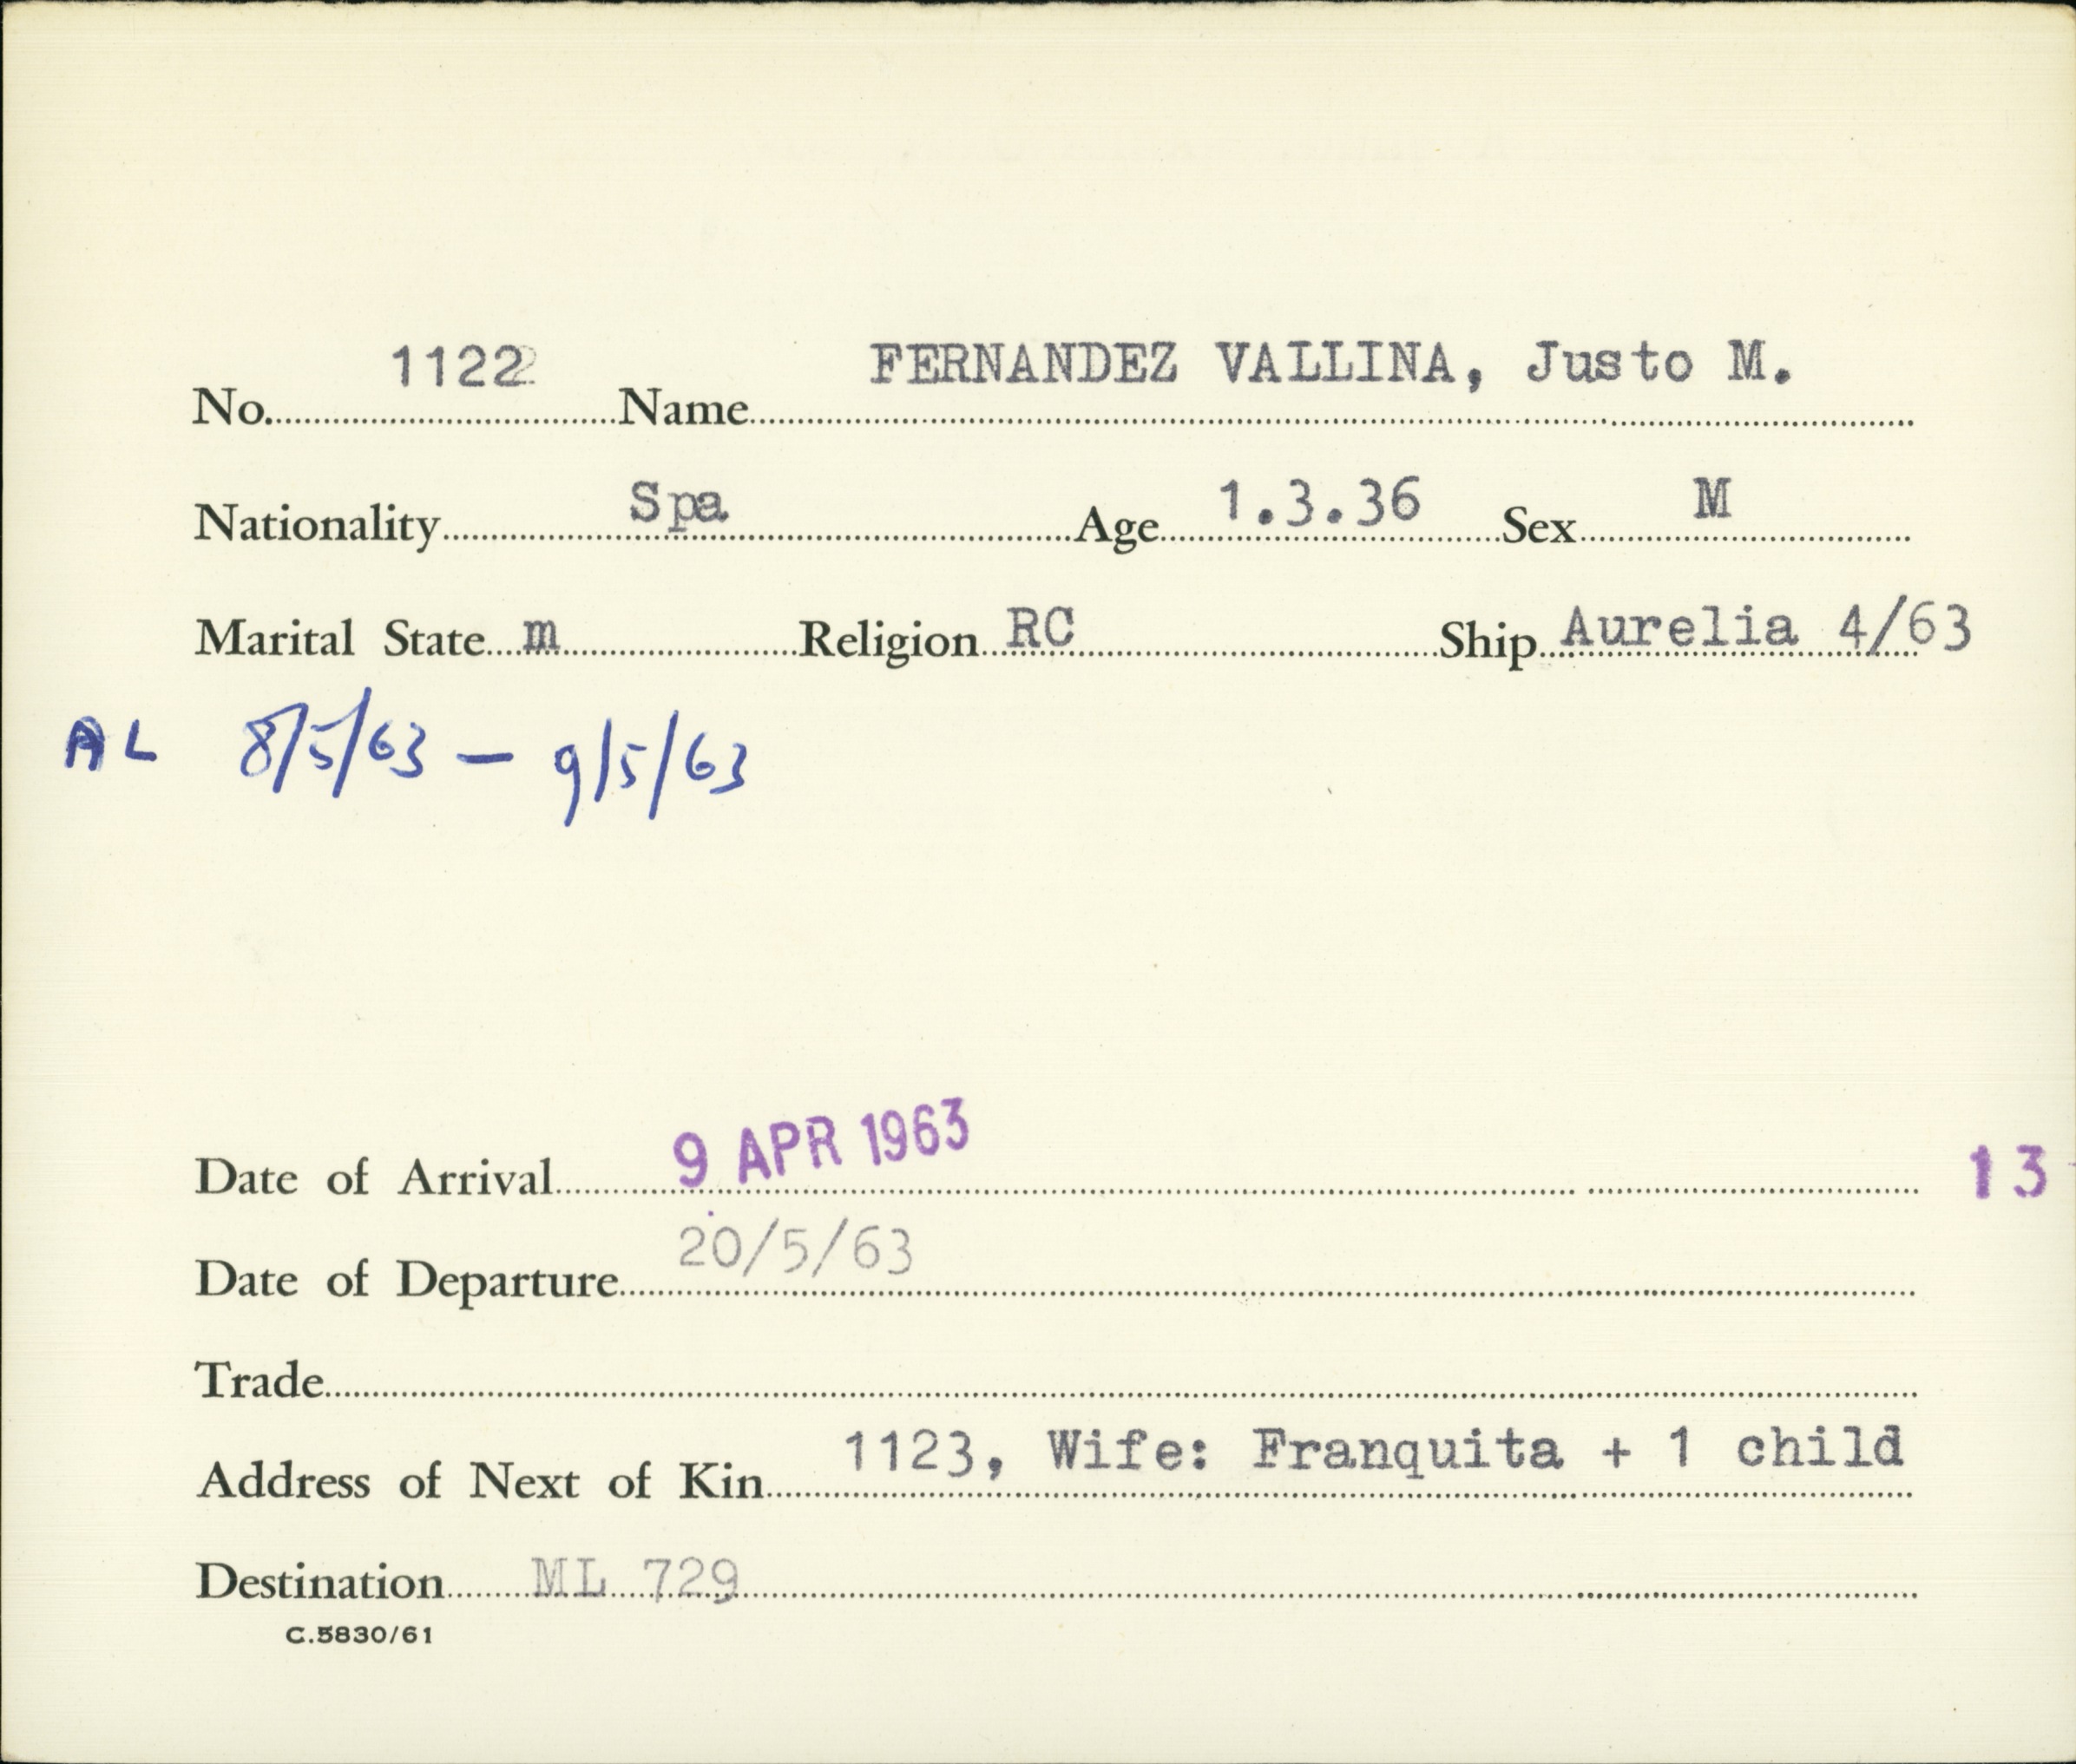 No. 1122 Name FERNANDEZ VALLINA, Justo M.
Nationality Spa Age 1.3.36 Sex M
Marital State m Religion RC Ship Aurelia 4/63
AL 8/5/63 — 9/5/63
Date of Arrival 9 APR 1963 13
Date of Departure 20/5/63
Trade
Address of Next of Kin 1123, Wife: Franquita + 1 child
Destination ML 729
C.5830/61